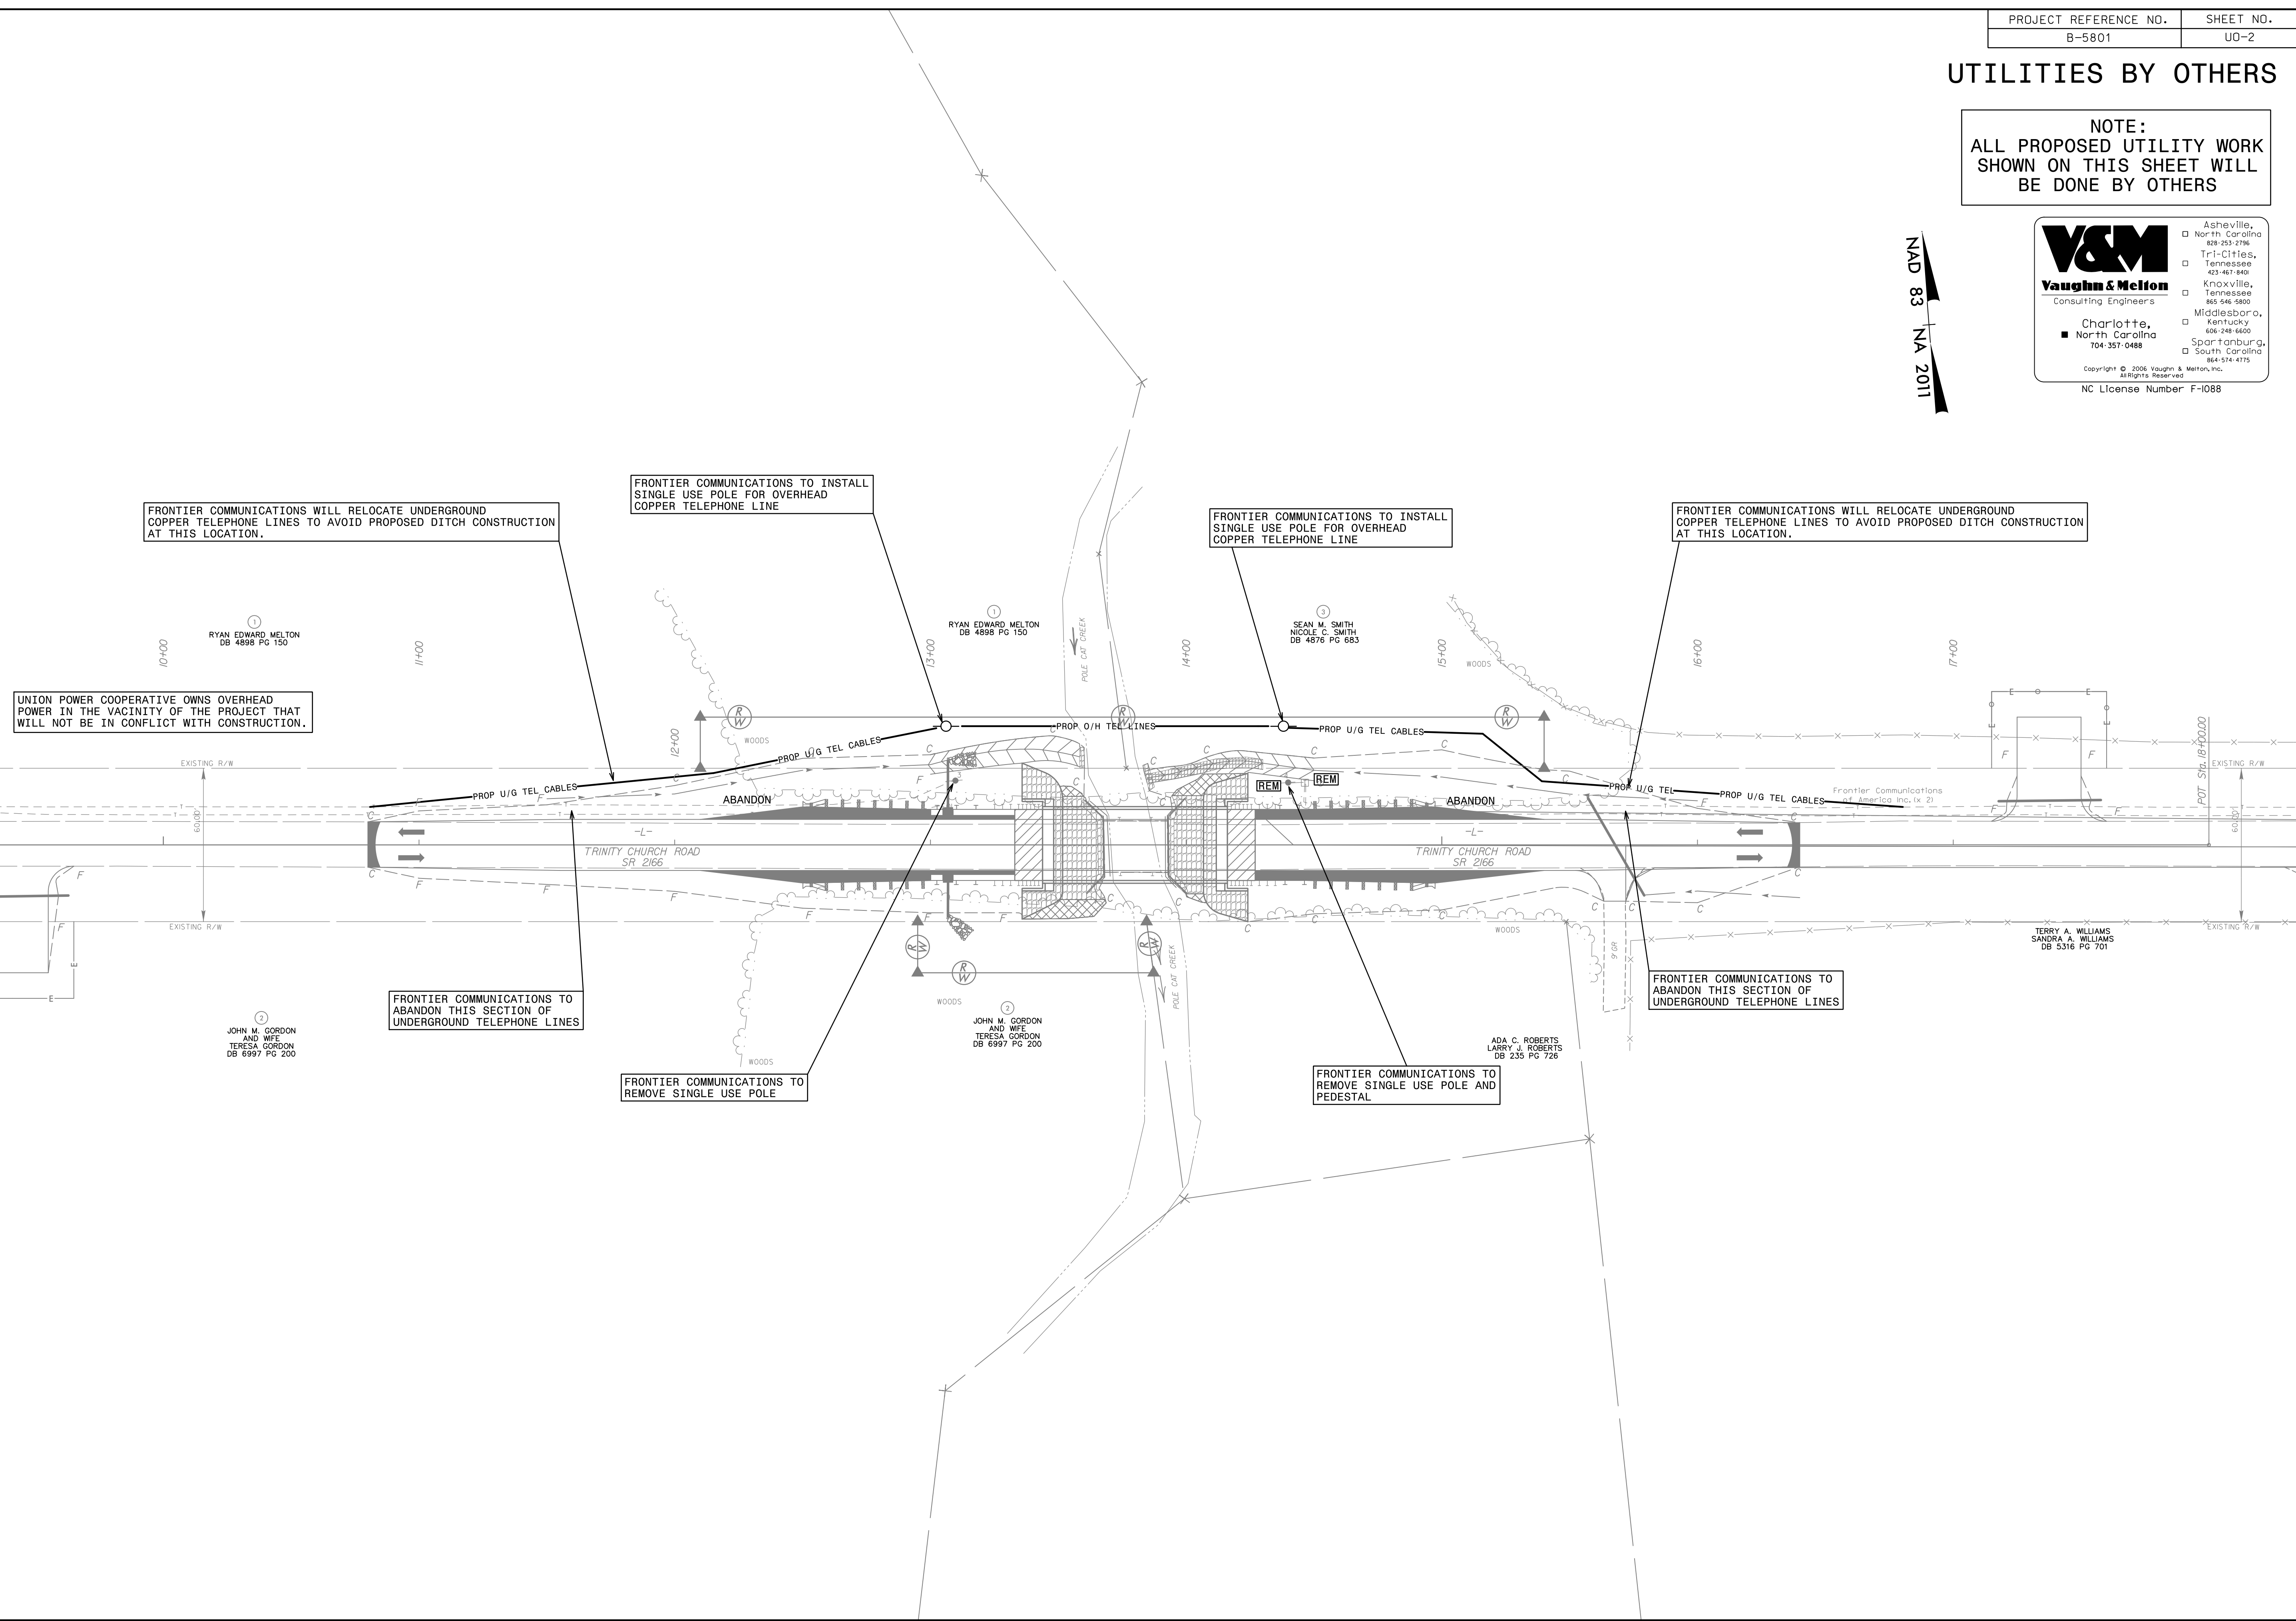 PROJECT REFERENCE NO. SHEET NO.
B-5801 UO-2
UTILITIES BY OTHERS
NOTE:
ALL PROPOSED UTILITY WORK
SHOWN ON THIS SHEET WILL
BE DONE BY OTHERS
V&M
Vaughn & Melton
Consulting Engineers
Charlotte,
North Carolina
704·357·0488
Asheville,
North Carolina
828·253·2796
Tri-Cities,
Tennessee
423·467·8401
Knoxville,
Tennessee
865·546·5800
Middlesboro,
Kentucky
606·248·6600
Spartanburg,
South Carolina
864·574·4775
Copyright © 2006 Vaughn & Melton, Inc.
All Rights Reserved
NC License Number F-1088
NAD 83 NA 2011
FRONTIER COMMUNICATIONS WILL RELOCATE UNDERGROUND
COPPER TELEPHONE LINES TO AVOID PROPOSED DITCH CONSTRUCTION
AT THIS LOCATION.
FRONTIER COMMUNICATIONS TO INSTALL
SINGLE USE POLE FOR OVERHEAD
COPPER TELEPHONE LINE
FRONTIER COMMUNICATIONS TO INSTALL
SINGLE USE POLE FOR OVERHEAD
COPPER TELEPHONE LINE
FRONTIER COMMUNICATIONS WILL RELOCATE UNDERGROUND
COPPER TELEPHONE LINES TO AVOID PROPOSED DITCH CONSTRUCTION
AT THIS LOCATION.
1
RYAN EDWARD MELTON
DB 4898 PG 150
1
RYAN EDWARD MELTON
DB 4898 PG 150
3
SEAN M. SMITH
NICOLE C. SMITH
DB 4876 PG 683
10+00
11+00
12+00
13+00
14+00
15+00
16+00
17+00
POT Sta. 18+00.00
POLE CAT CREEK
WOODS
WOODS
UNION POWER COOPERATIVE OWNS OVERHEAD
POWER IN THE VACINITY OF THE PROJECT THAT
WILL NOT BE IN CONFLICT WITH CONSTRUCTION.
R/W
R/W
R/W
PROP O/H TEL LINES
PROP U/G TEL CABLES
PROP U/G TEL CABLES
PROP U/G TEL CABLES
PROP U/G TEL
PROP U/G TEL CABLES
EXISTING R/W
EXISTING R/W
Frontier Communications
of America Inc. (x 2)
REM
REM
ABANDON
ABANDON
60.00
60.00
-L-
TRINITY CHURCH ROAD
SR 2166
-L-
TRINITY CHURCH ROAD
SR 2166
EXISTING R/W
EXISTING R/W
R/W
R/W
R/W
WOODS
WOODS
WOODS
POLE CAT CREEK
9' GR
TERRY A. WILLIAMS
SANDRA A. WILLIAMS
DB 5316 PG 701
FRONTIER COMMUNICATIONS TO
ABANDON THIS SECTION OF
UNDERGROUND TELEPHONE LINES
FRONTIER COMMUNICATIONS TO
ABANDON THIS SECTION OF
UNDERGROUND TELEPHONE LINES
2
JOHN M. GORDON
AND WIFE
TERESA GORDON
DB 6997 PG 200
2
JOHN M. GORDON
AND WIFE
TERESA GORDON
DB 6997 PG 200
ADA C. ROBERTS
LARRY J. ROBERTS
DB 235 PG 726
FRONTIER COMMUNICATIONS TO
REMOVE SINGLE USE POLE
FRONTIER COMMUNICATIONS TO
REMOVE SINGLE USE POLE AND
PEDESTAL